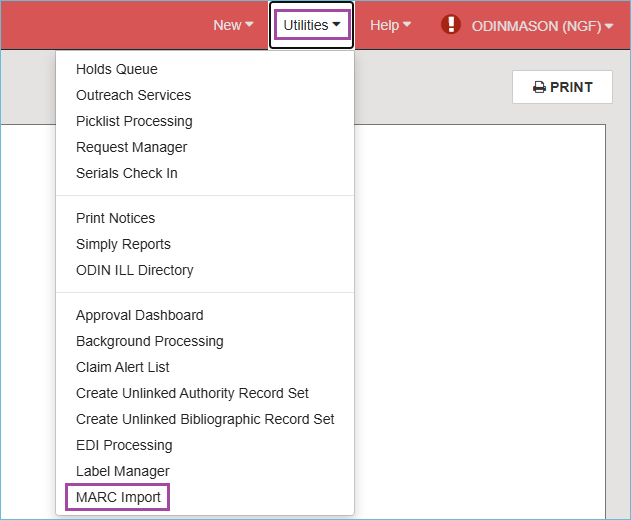 New Utilities Help ! ODINMASON (NGF)
PRINT
Holds Queue
Outreach Services
Picklist Processing
Request Manager
Serials Check In
Print Notices
Simply Reports
ODIN ILL Directory
Approval Dashboard
Background Processing
Claim Alert List
Create Unlinked Authority Record Set
Create Unlinked Bibliographic Record Set
EDI Processing
Label Manager
MARC Import